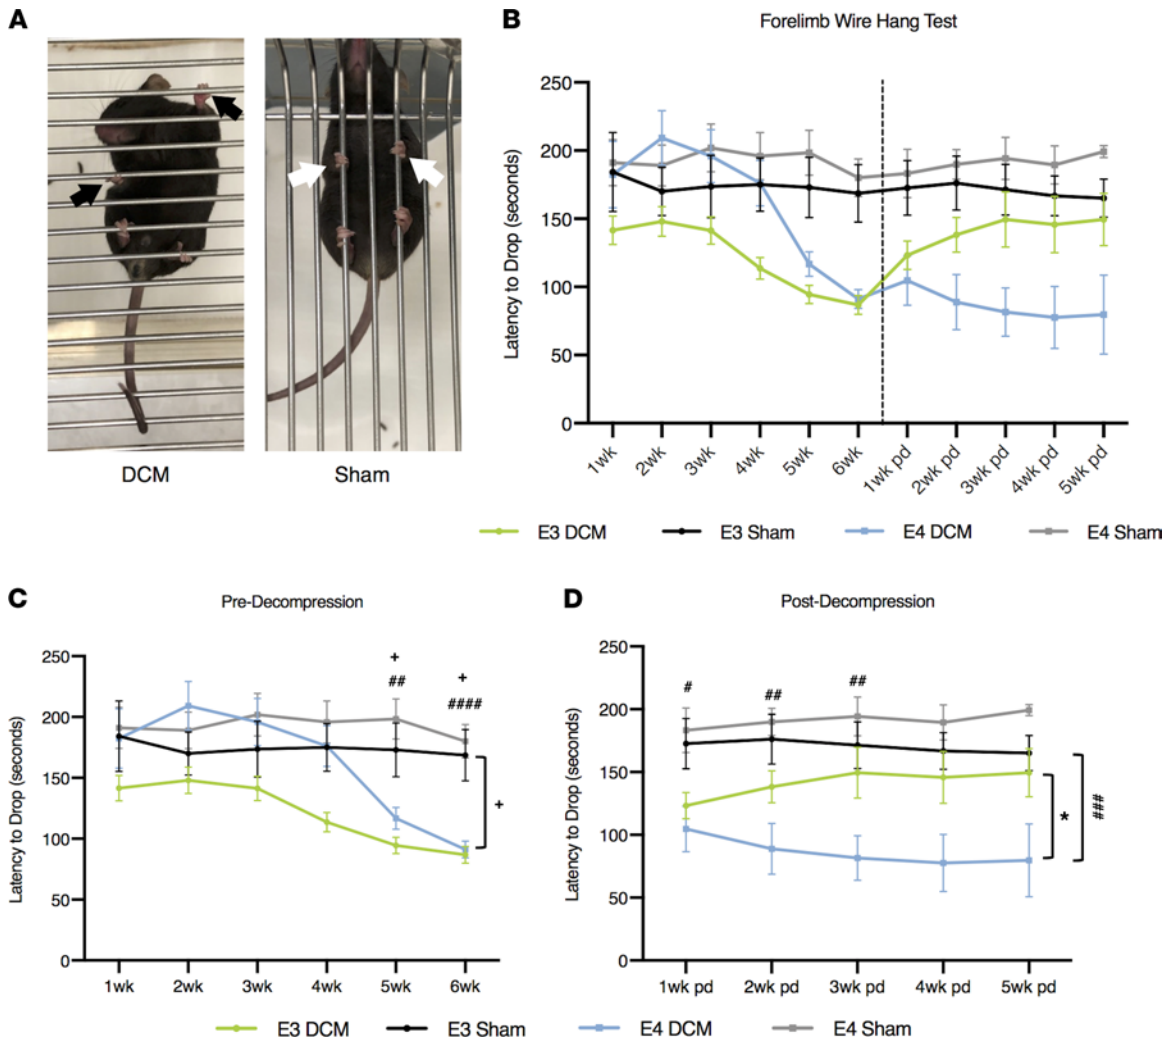 A
DCM
Sham
B
Forelimb Wire Hang Test
Latency to Drop (seconds)
250
200
150
100
50
0
1wk 2wk 3wk 4wk 5wk 6wk 1wk pd 2wk pd 3wk pd 4wk pd 5wk pd
E3 DCM E3 Sham E4 DCM E4 Sham
C
Pre-Decompression
Latency to Drop (seconds)
250
200
150
100
50
0
+ +
## ####
+
1wk 2wk 3wk 4wk 5wk 6wk
D
Post-Decompression
Latency to Drop (seconds)
250
200
150
100
50
0
# ## ##
* ###
1wk pd 2wk pd 3wk pd 4wk pd 5wk pd
E3 DCM E3 Sham E4 DCM E4 Sham